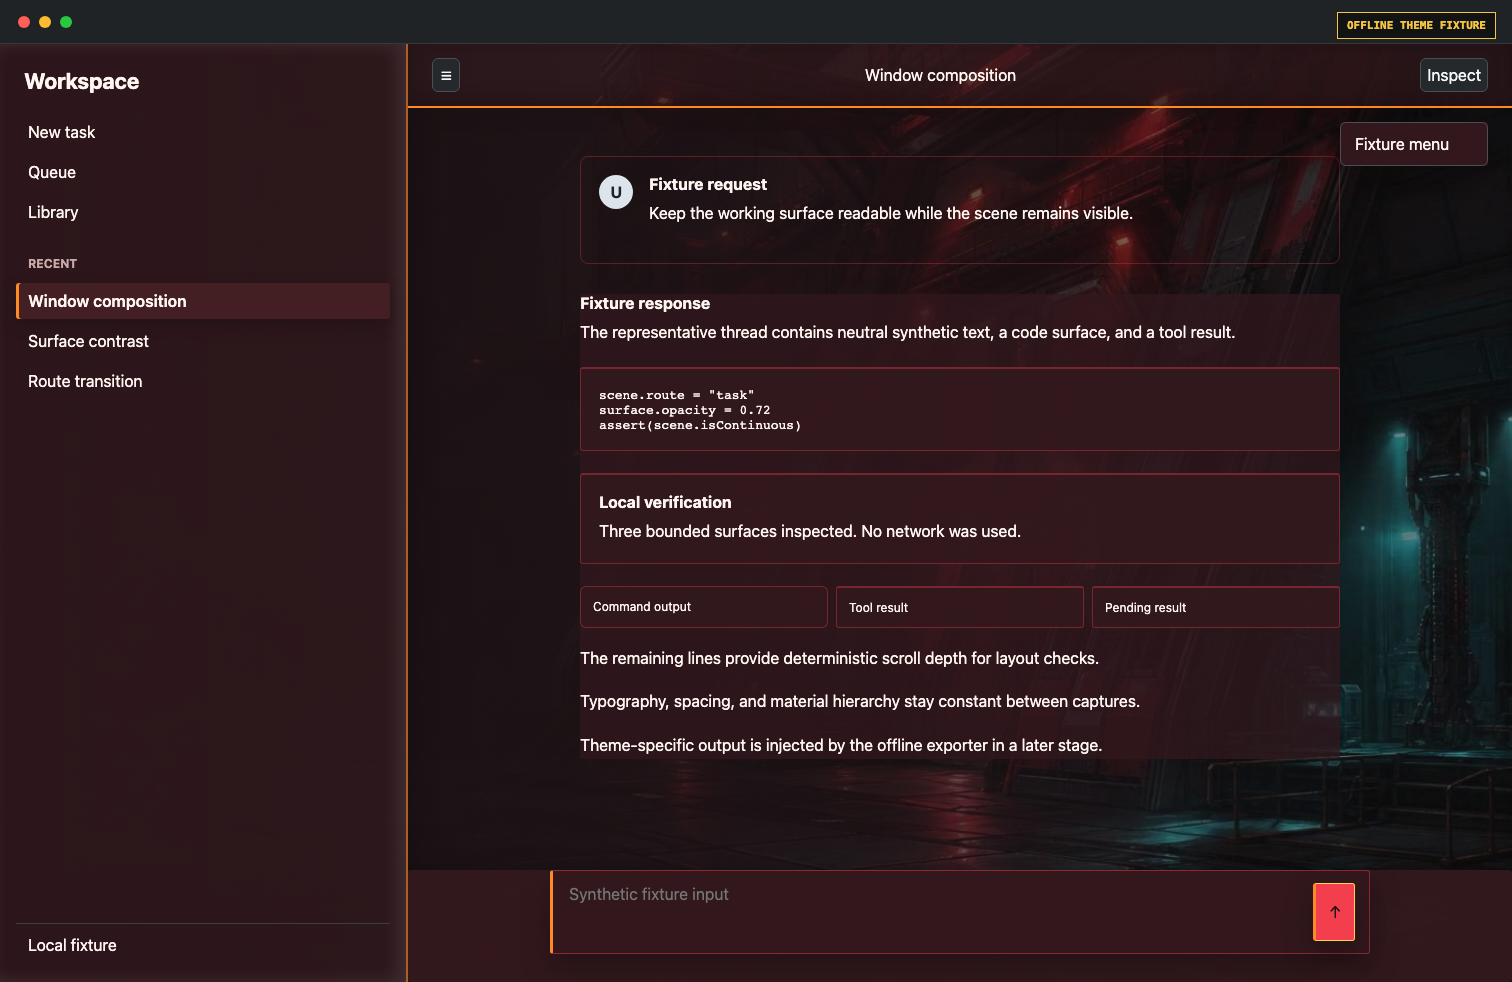 OFFLINE THEME FIXTURE
Workspace
New task
Queue
Library
RECENT
Window composition
Surface contrast
Route transition
Local fixture
Window composition
Inspect
Fixture menu
U
Fixture request
Keep the working surface readable while the scene remains visible.
Fixture response
The representative thread contains neutral synthetic text, a code surface, and a tool result.
scene.route = "task"
surface.opacity = 0.72
assert(scene.isContinuous)
Local verification
Three bounded surfaces inspected. No network was used.
Command output
Tool result
Pending result
The remaining lines provide deterministic scroll depth for layout checks.
Typography, spacing, and material hierarchy stay constant between captures.
Theme-specific output is injected by the offline exporter in a later stage.
Synthetic fixture input